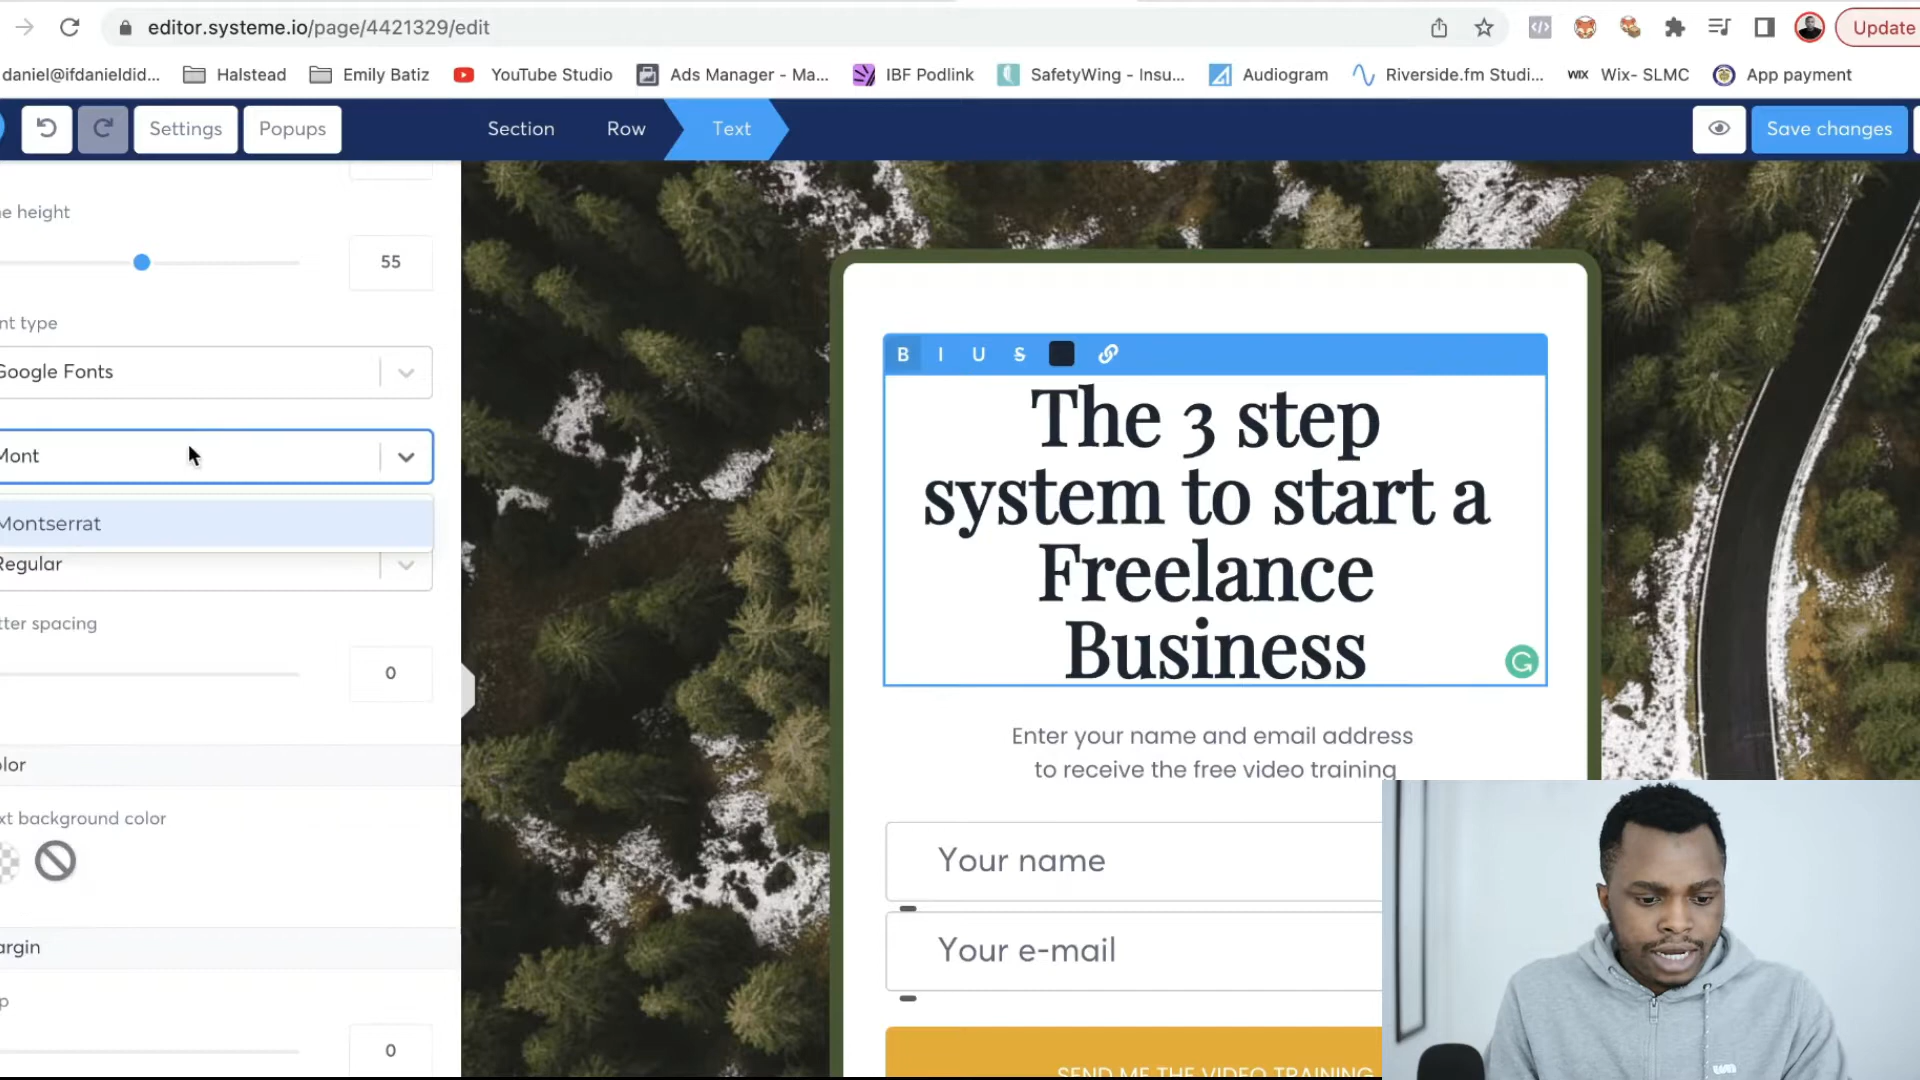 editor.systeme.io/page/4421329/edit
Update
daniel@ifdanieldid... Halstead Emily Batiz YouTube Studio Ads Manager - Ma... IBF Podlink SafetyWing - Insu... Audiogram Riverside.fm Studi... WIX Wix- SLMC App payment
Settings Popups Section Row Text Save changes
e height
55
nt type
Google Fonts
Mont
Montserrat
Regular
tter spacing
0
lor
xt background color
argin
p
0
B I U S
The 3 step
system to start a
Freelance
Business
Enter your name and email address
to receive the free video training
Your name
Your e-mail
SEND ME THE VIDEO TRAINING